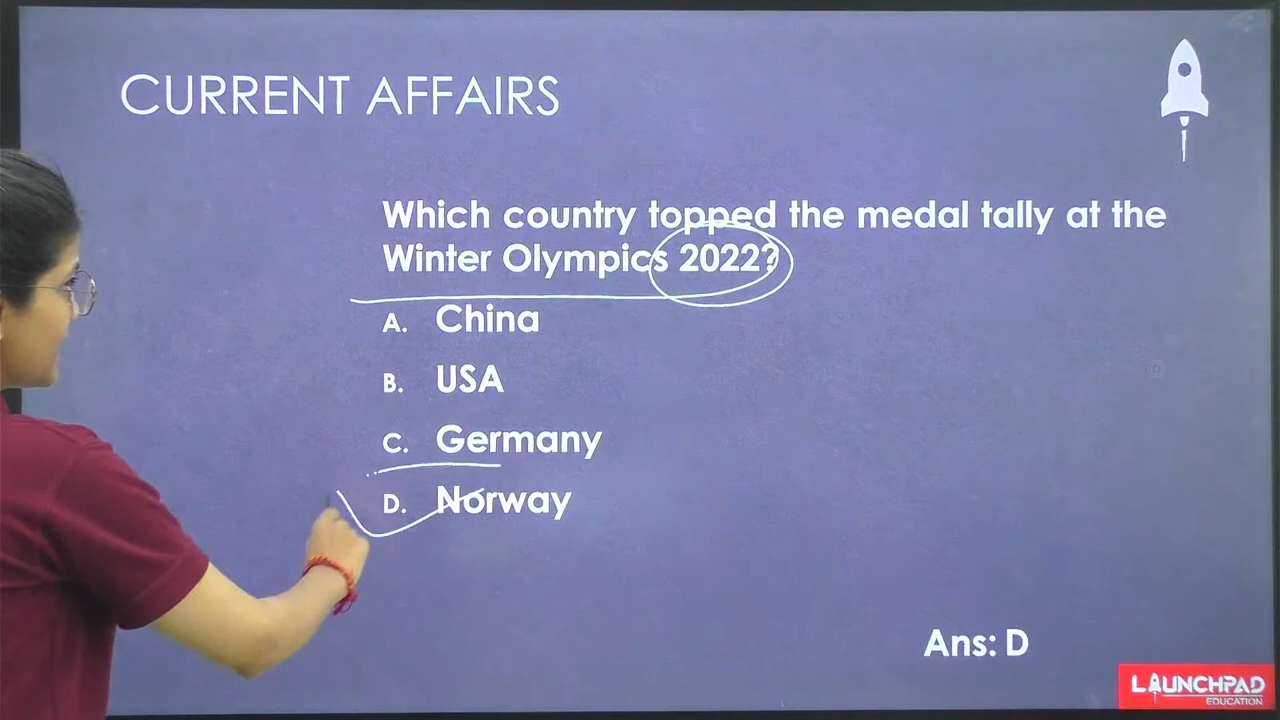 CURRENT AFFAIRS
Which country topped the medal tally at the
Winter Olympics 2022?
A. China
B. USA
C. Germany
D. Norway
Ans: D
LAUNCHPAD
EDUCATION